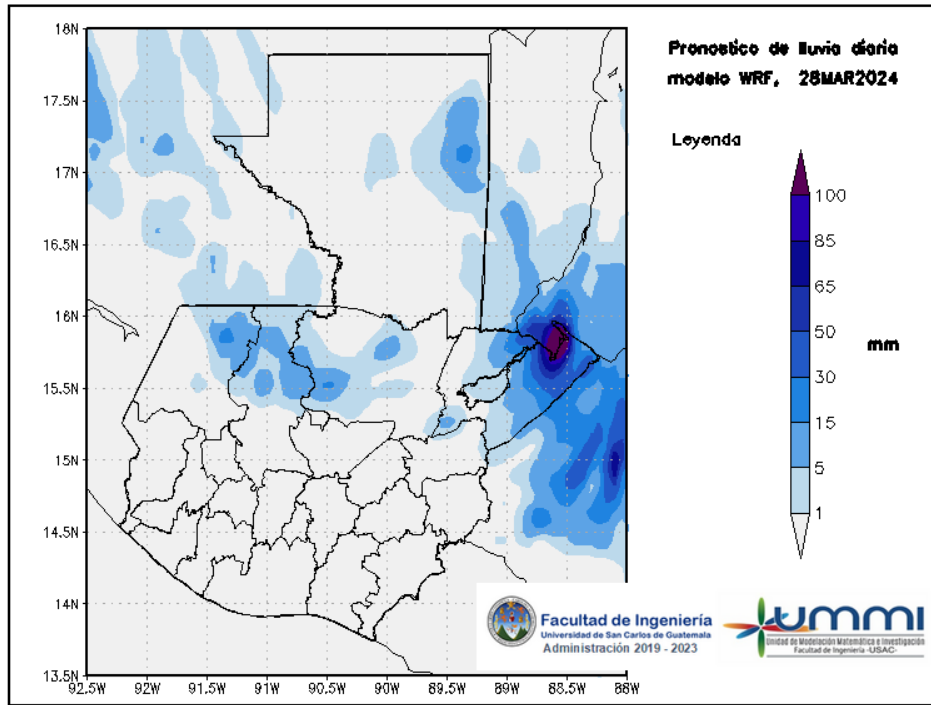 Pronostico de lluvia diaria
modelo WRF, 28MAR2024
Leyenda
100
85
65
50
30
15
5
1
mm
18N
17.5N
17N
16.5N
16N
15.5N
15N
14.5N
14N
13.5N
92.5W 92W 91.5W 91W 90.5W 90W 89.5W 89W 88.5W 88W
Facultad de Ingeniería
Universidad de San Carlos de Guatemala
Administración 2019 - 2023
ummi
Unidad de Modelación Matemática e Investigación
Facultad de Ingeniería -USAC-